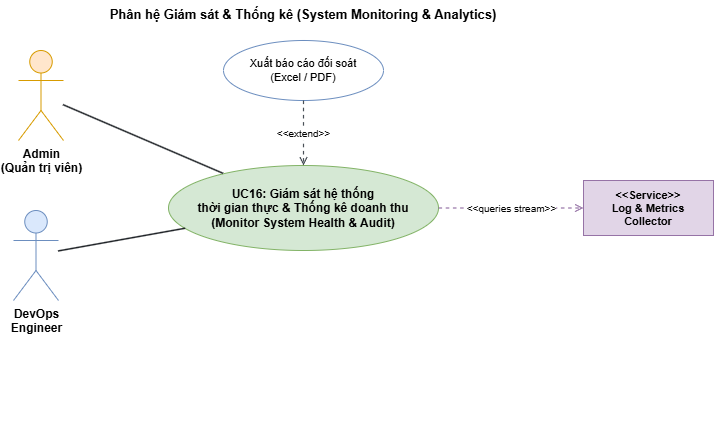 Phân hệ Giám sát & Thống kê (System Monitoring & Analytics)
Xuất báo cáo đối soát
(Excel / PDF)
<<extend>>
Admin
(Quản trị viên)
UC16: Giám sát hệ thống
thời gian thực & Thống kê doanh thu
(Monitor System Health & Audit)
<<queries stream>>
<<Service>>
Log & Metrics
Collector
DevOps
Engineer